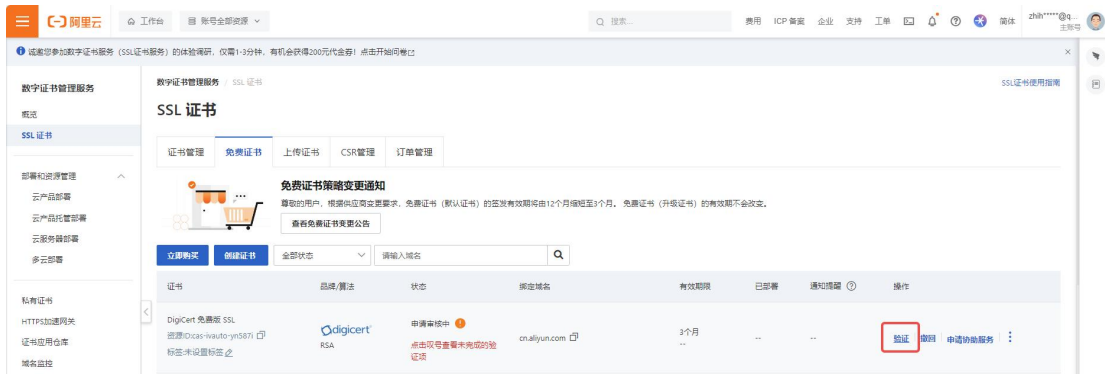 阿里云 工作台 账号全部资源 搜索... 费用 ICP 备案 企业 支持 工单 简体 zhih*****@q...
主账号
诚邀您参加数字证书服务（SSL证书服务）的体验调研，仅需1-3分钟，有机会获得200元代金券！点击开始问卷
数字证书管理服务
概览
SSL 证书
部署和资源管理
云产品部署
云产品托管部署
云服务器部署
多云部署
私有证书
HTTPS加速网关
证书应用仓库
域名监控
数字证书管理服务 / SSL 证书 SSL证书使用指南
SSL 证书
证书管理 免费证书 上传证书 CSR管理 订单管理
免费证书策略变更通知
尊敬的用户，根据供应商变更要求，免费证书（默认证书）的签发有效期将由12个月缩短至3个月。 免费证书（升级证书）的有效期不会改变。
查看免费证书变更公告
立即购买 创建证书 全部状态 请输入域名
证书 品牌/算法 状态 绑定域名 有效期限 已部署 通知提醒 操作
DigiCert 免费版 SSL
资源ID:cas-ivauto-yn587i
标签:未设置标签
digicert
RSA
申请审核中
点击叹号查看未完成的验
证项
cn.aliyun.com
3个月
--
--
--
验证 撤回 申请协助服务